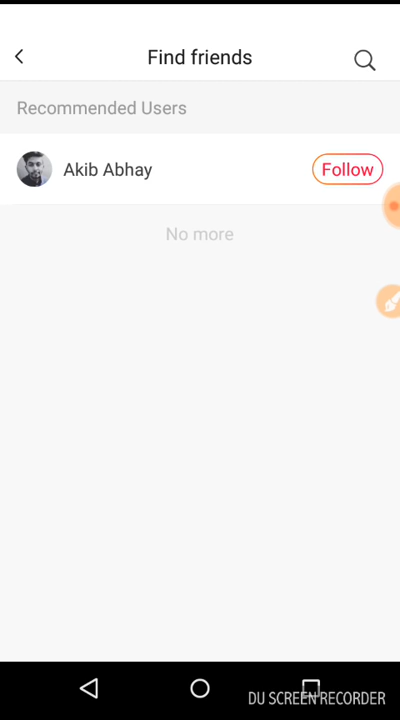 Find friends
Recommended Users
Akib Abhay
Follow
No more
DU SCREEN RECORDER